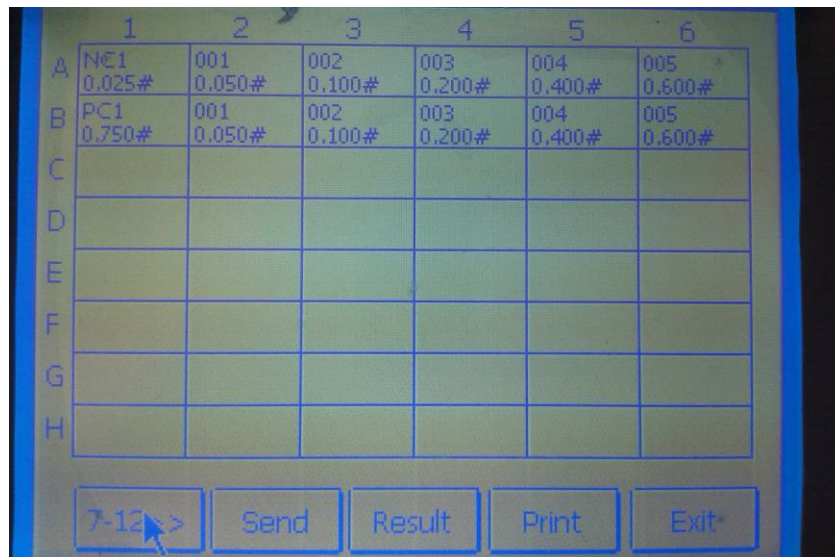 1 2 3 4 5 6
A NC1 001 002 003 004 005
0.025# 0.050# 0.100# 0.200# 0.400# 0.600#
B PC1 001 002 003 004 005
0.750# 0.050# 0.100# 0.200# 0.400# 0.600#
C
D
E
F
G
H
7-12>> Send Result Print Exit